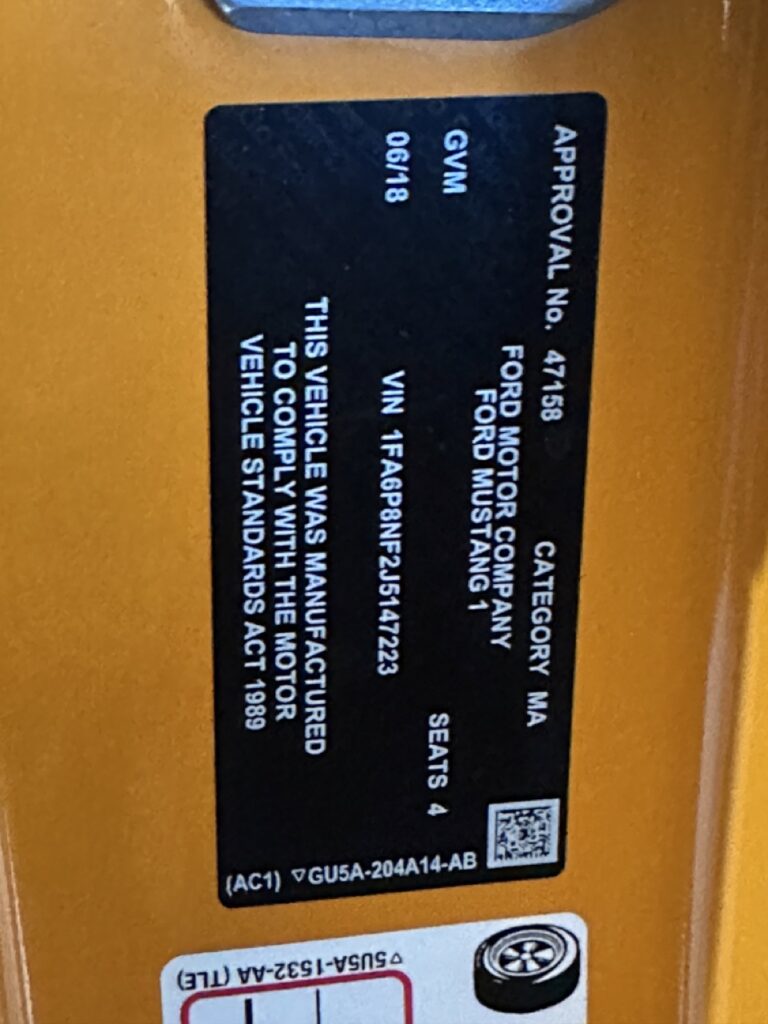 APPROVAL No. 47158 CATEGORY MA
FORD MOTOR COMPANY
FORD MUSTANG 1
GVM SEATS 4
06/18 VIN 1FA6P8NF2J5147223
THIS VEHICLE WAS MANUFACTURED
TO COMPLY WITH THE MOTOR
VEHICLE STANDARDS ACT 1989
(AC1) ▽GU5A-204A14-AB
▽5U5A-1532-AA (TLE)